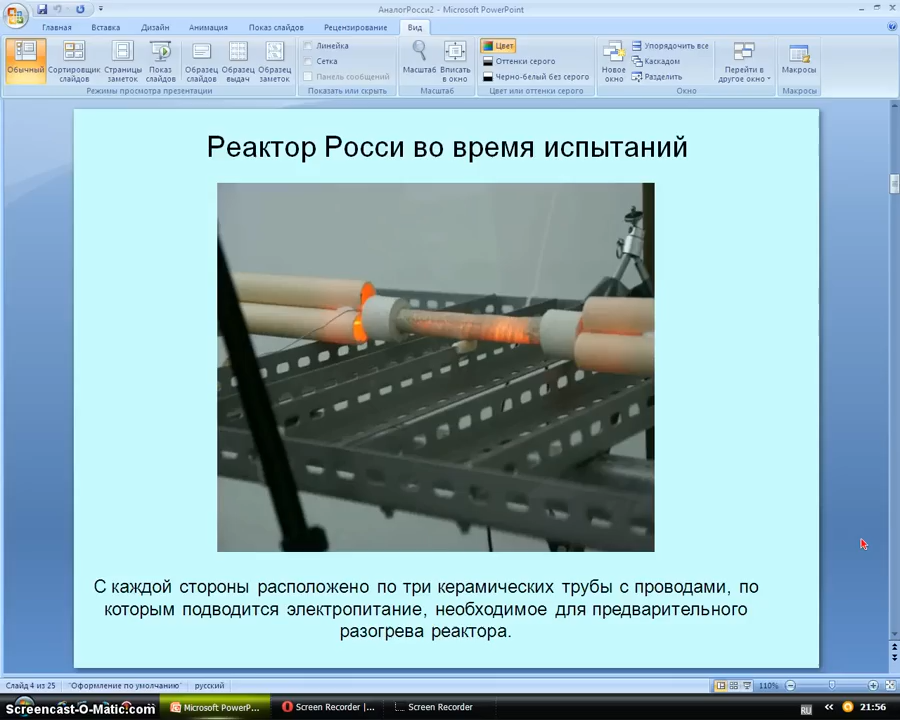 АналогРосси2 - Microsoft PowerPoint
Главная Вставка Дизайн Анимация Показ слайдов Рецензирование Вид
Обычный Сортировщик слайдов Страницы заметок Показ слайдов
Образец слайдов Образец выдач Образец заметок
Линейка
Сетка
Панель сообщений
Масштаб Вписать в окно
Цвет
Оттенки серого
Черно-белый без серого
Новое окно
Упорядочить все
Каскадом
Разделить
Перейти в другое окно
Макросы
Режимы просмотра презентации Показать или скрыть Масштаб Цвет или оттенки серого Окно Макросы
Реактор Росси во время испытаний
С каждой стороны расположено по три керамических трубы с проводами, по
которым подводится электропитание, необходимое для предварительного
разогрева реактора.
Слайд 4 из 25 "Оформление по умолчанию" русский 110%
Screencast-O-Matic.com Microsoft PowerP... Screen Recorder |... Screen Recorder RU 21:56